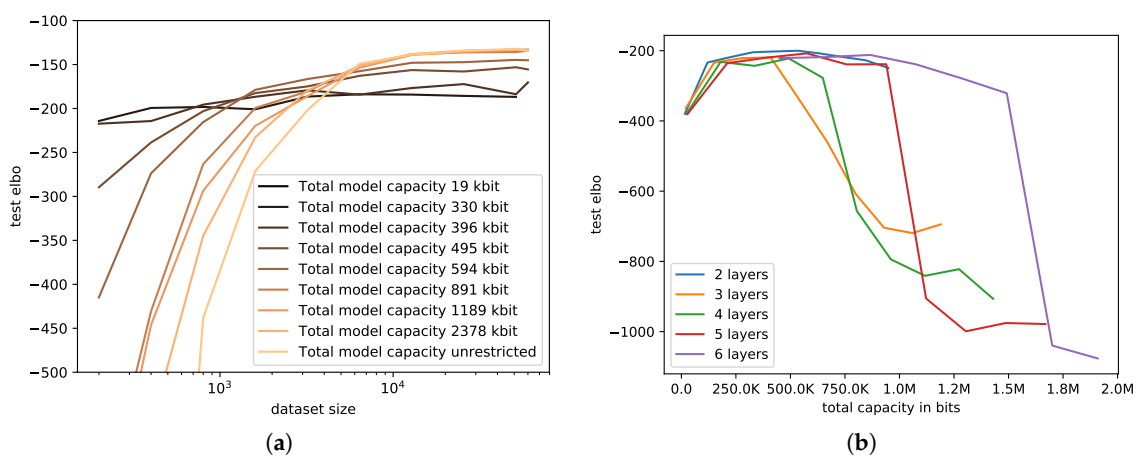 −100
−150
−200
−250
−300
−350
−400
−450
−500
test elbo
10³
10⁴
dataset size
Total model capacity 19 kbit
Total model capacity 330 kbit
Total model capacity 396 kbit
Total model capacity 495 kbit
Total model capacity 594 kbit
Total model capacity 891 kbit
Total model capacity 1189 kbit
Total model capacity 2378 kbit
Total model capacity unrestricted
(a)
−200
−400
−600
−800
−1000
test elbo
2 layers
3 layers
4 layers
5 layers
6 layers
0.0 250.0K 500.0K 750.0K 1.0M 1.2M 1.5M 1.8M 2.0M
total capacity in bits
(b)